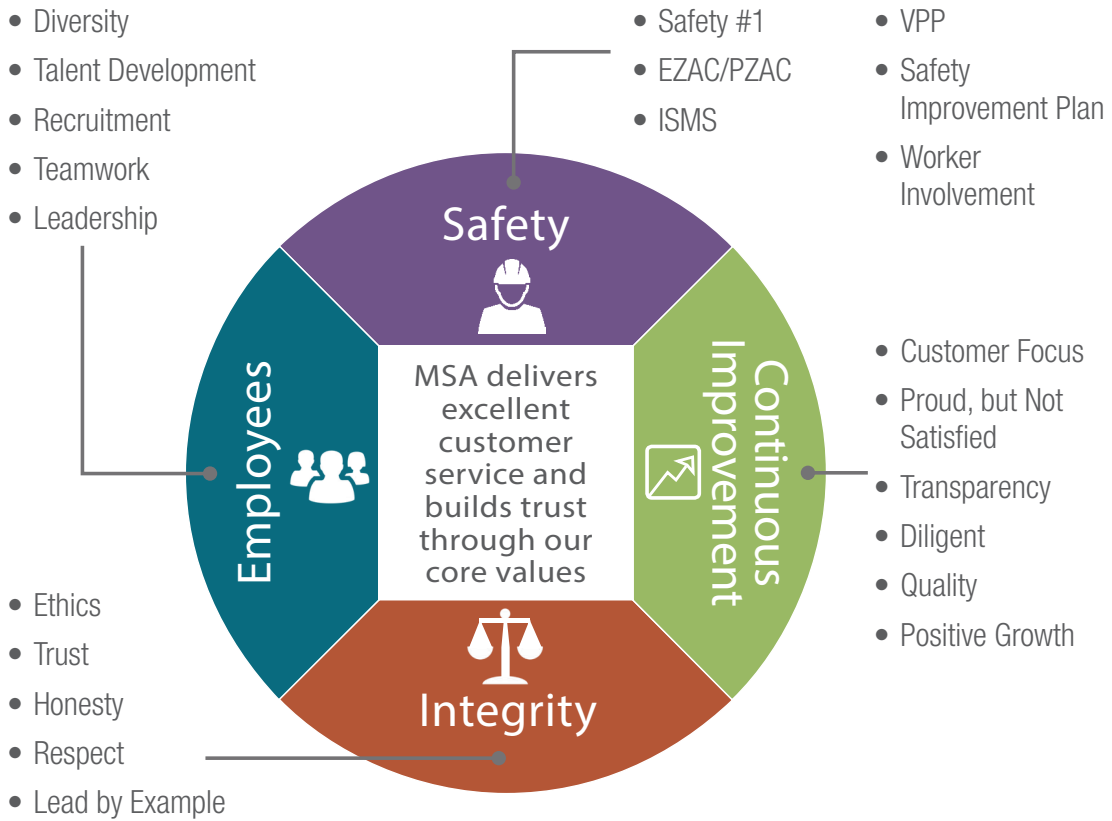 • Diversity
• Talent Development
• Recruitment
• Teamwork
• Leadership
• Safety #1
• EZAC/PZAC
• ISMS
• VPP
• Safety
Improvement Plan
• Worker
Involvement
Safety
Employees
MSA delivers
excellent
customer
service and
builds trust
through our
core values
Continuous
Improvement
• Customer Focus
• Proud, but Not
Satisfied
• Transparency
• Diligent
• Quality
• Positive Growth
• Ethics
• Trust
• Honesty
• Respect
• Lead by Example
Integrity